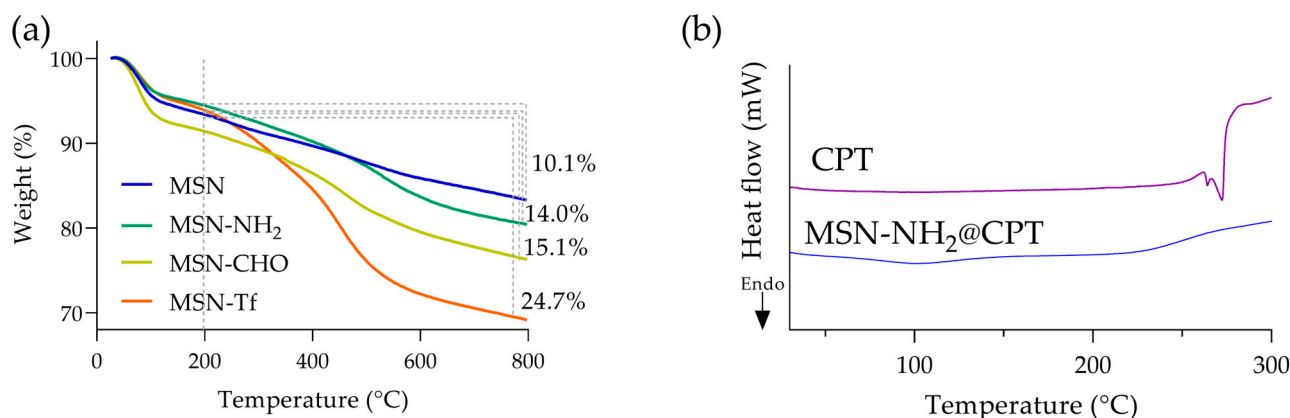 (a)
100
90
80
70
Weight (%)
MSN
MSN-NH₂
MSN-CHO
MSN-Tf
10.1%
14.0%
15.1%
24.7%
0
200
400
600
800
Temperature (°C)
(b)
Heat flow (mW)
Endo
CPT
MSN-NH₂@CPT
100
200
300
Temperature (°C)